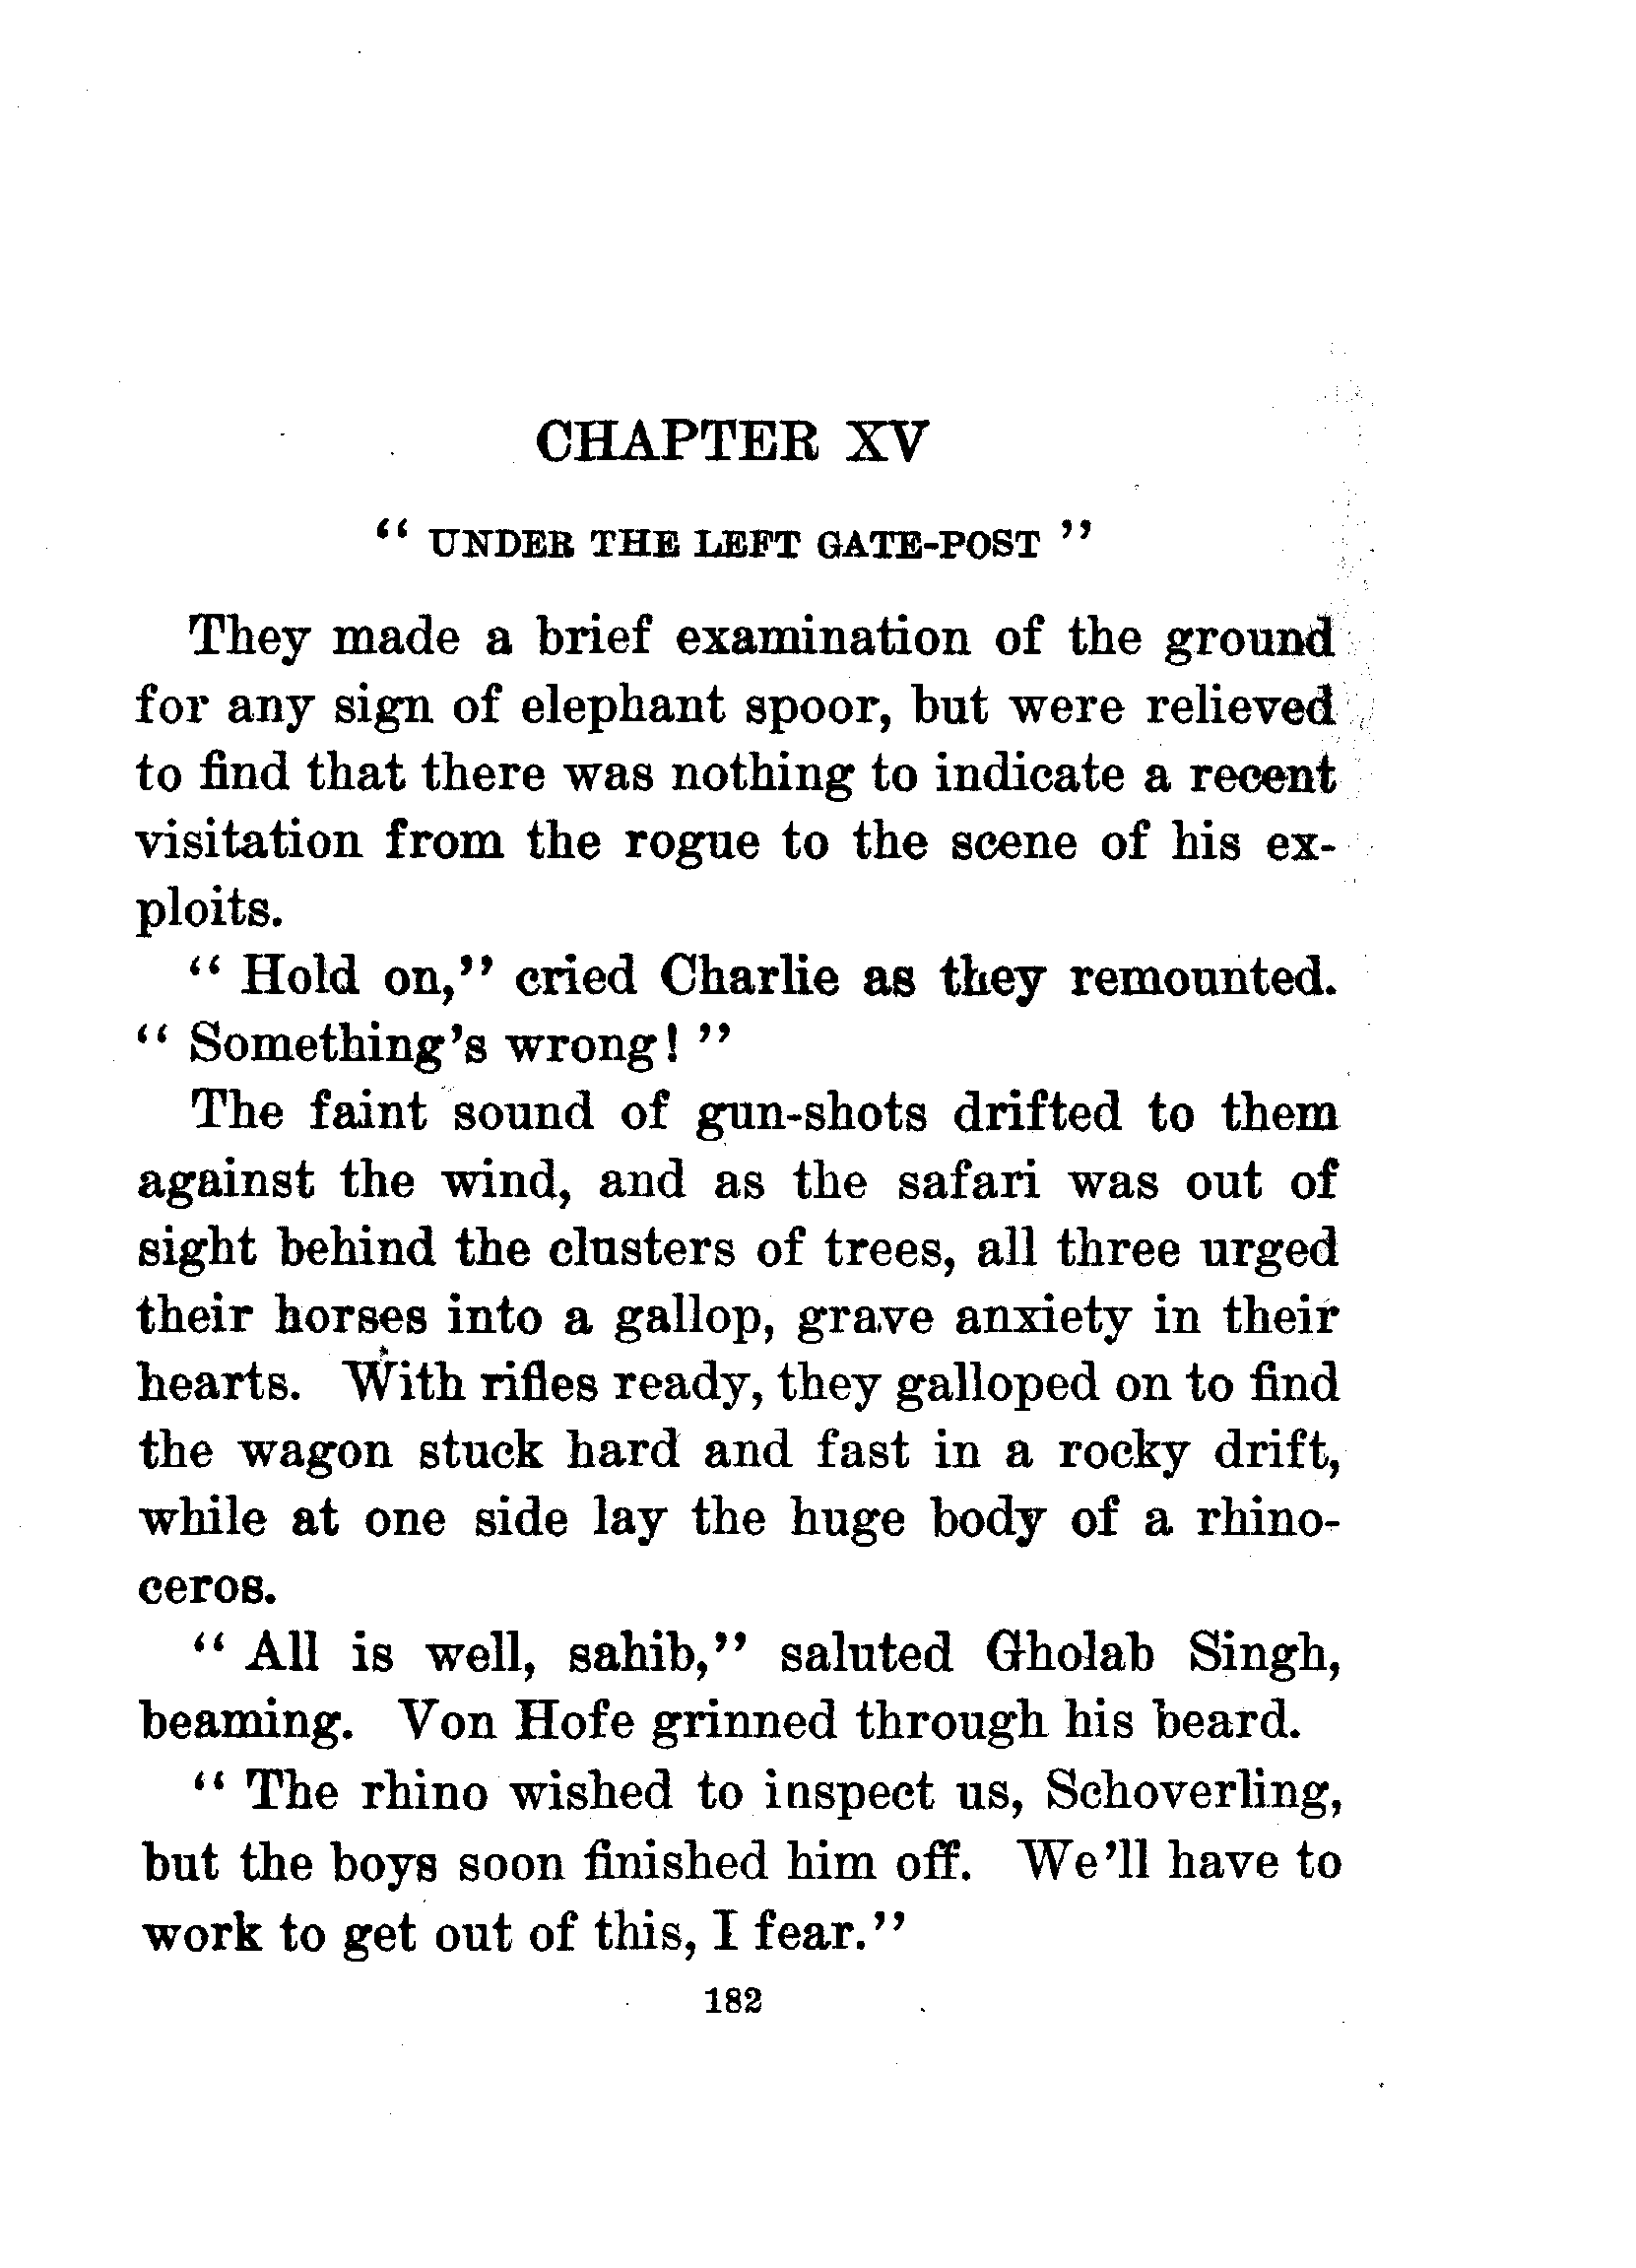 CHAPTER XV
“ UNDER THE LEFT GATE-POST ”
They made a brief examination of the ground
for any sign of elephant spoor, but were relieved
to find that there was nothing to indicate a recent
visitation from the rogue to the scene of his ex-
ploits.
“ Hold on,” cried Charlie as they remounted.
“ Something’s wrong! ”
The faint sound of gun-shots drifted to them
against the wind, and as the safari was out of
sight behind the clusters of trees, all three urged
their horses into a gallop, grave anxiety in their
hearts. With rifles ready, they galloped on to find
the wagon stuck hard and fast in a rocky drift,
while at one side lay the huge body of a rhino-
ceros.
“ All is well, sahib,” saluted Gholab Singh,
beaming. Von Hofe grinned through his beard.
“ The rhino wished to inspect us, Schoverling,
but the boys soon finished him off. We’ll have to
work to get out of this, I fear.”
182